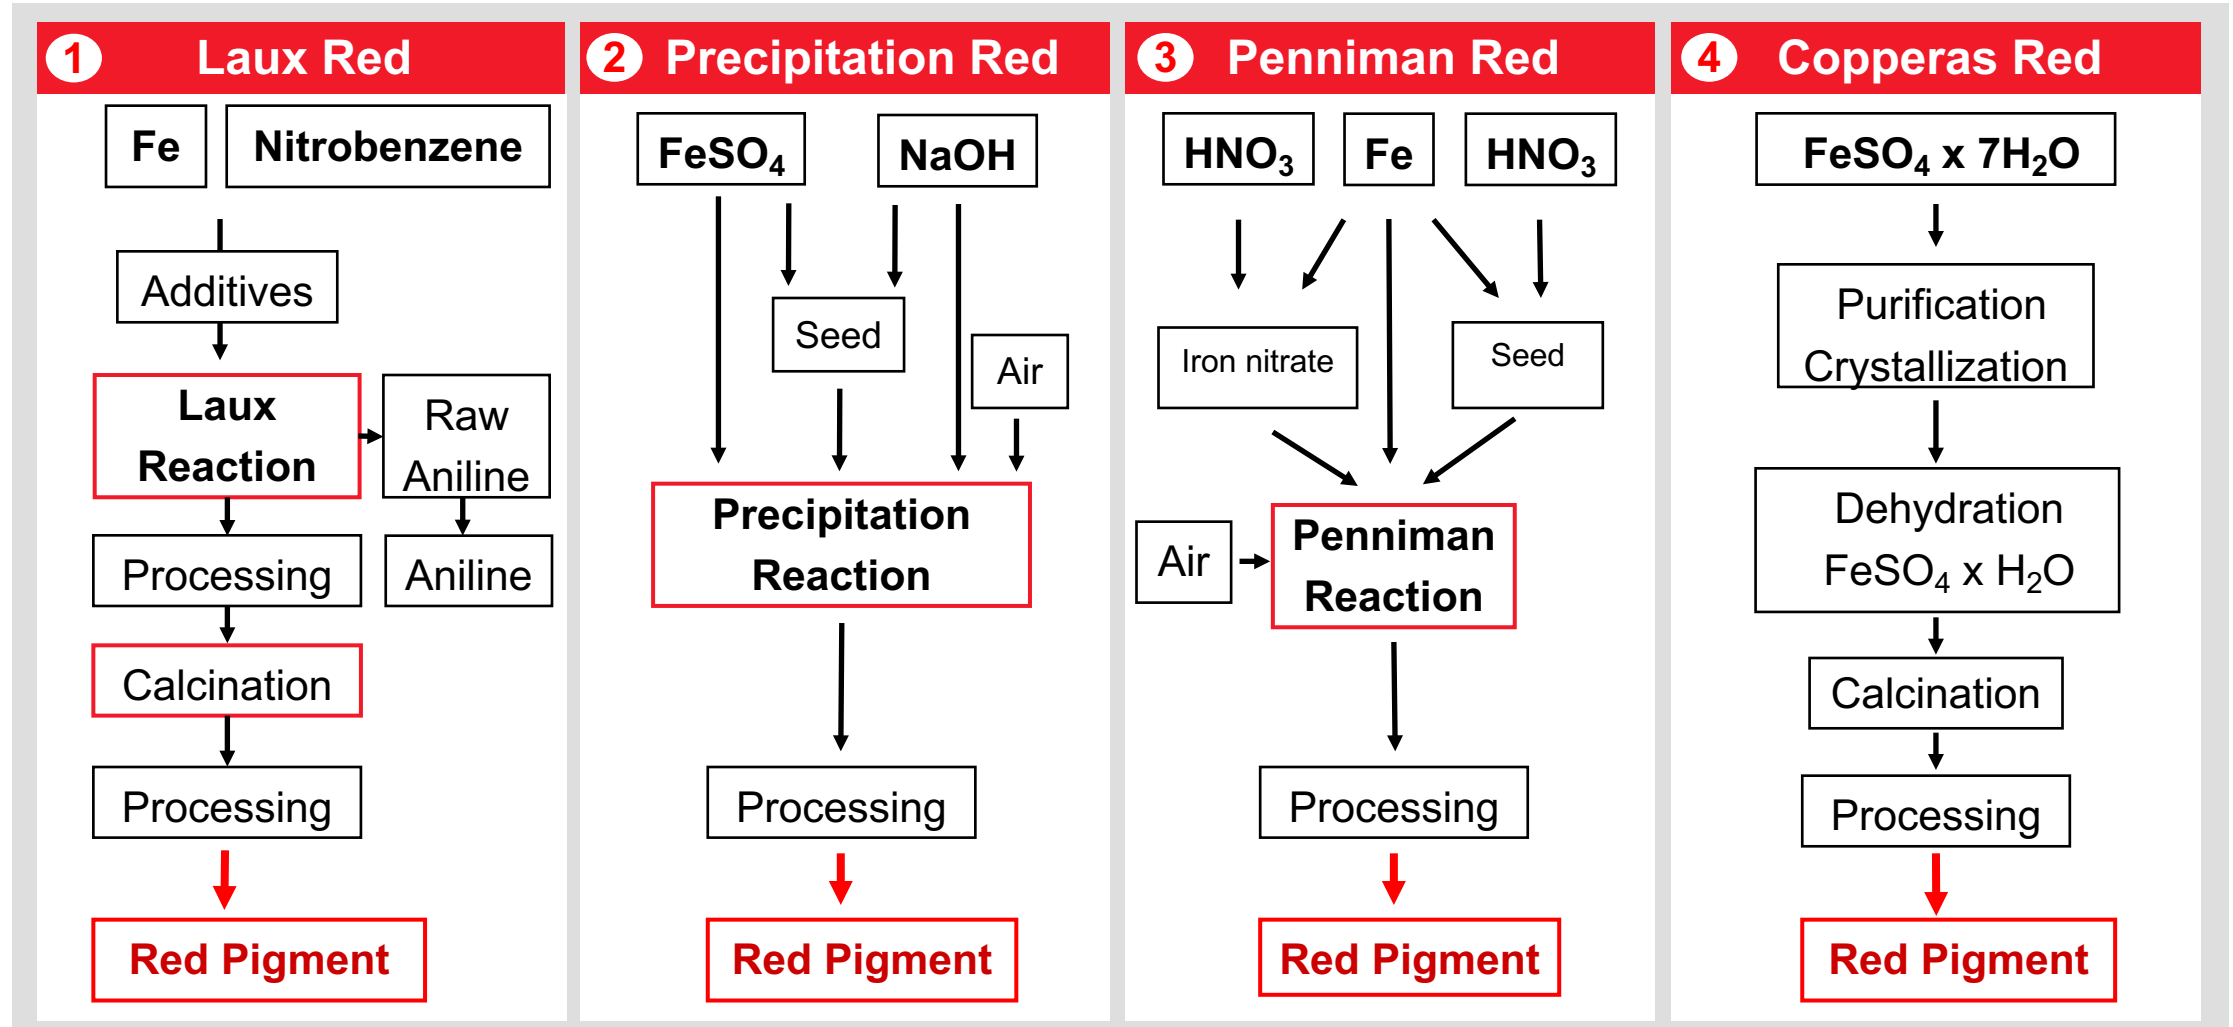 1 Laux Red
Fe
Nitrobenzene
Additives
Laux
Reaction
Raw
Aniline
Processing
Aniline
Calcination
Processing
Red Pigment
2 Precipitation Red
FeSO₄
NaOH
Seed
Air
Precipitation
Reaction
Processing
Red Pigment
3 Penniman Red
HNO₃
Fe
HNO₃
Iron nitrate
Seed
Air
Penniman
Reaction
Processing
Red Pigment
4 Copperas Red
FeSO₄ x 7H₂O
Purification
Crystallization
Dehydration
FeSO₄ x H₂O
Calcination
Processing
Red Pigment